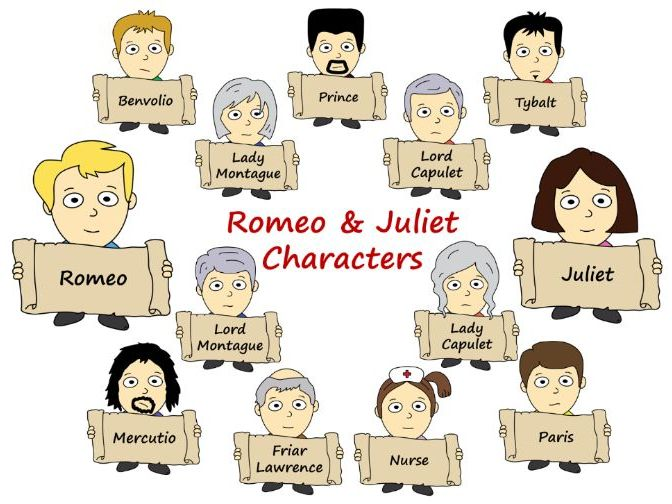 Benvolio
Prince
Tybalt
Lady
Montague
Lord
Capulet
Romeo & Juliet
Characters
Romeo
Juliet
Lord
Montague
Lady
Capulet
Mercutio
Friar
Lawrence
Nurse
Paris